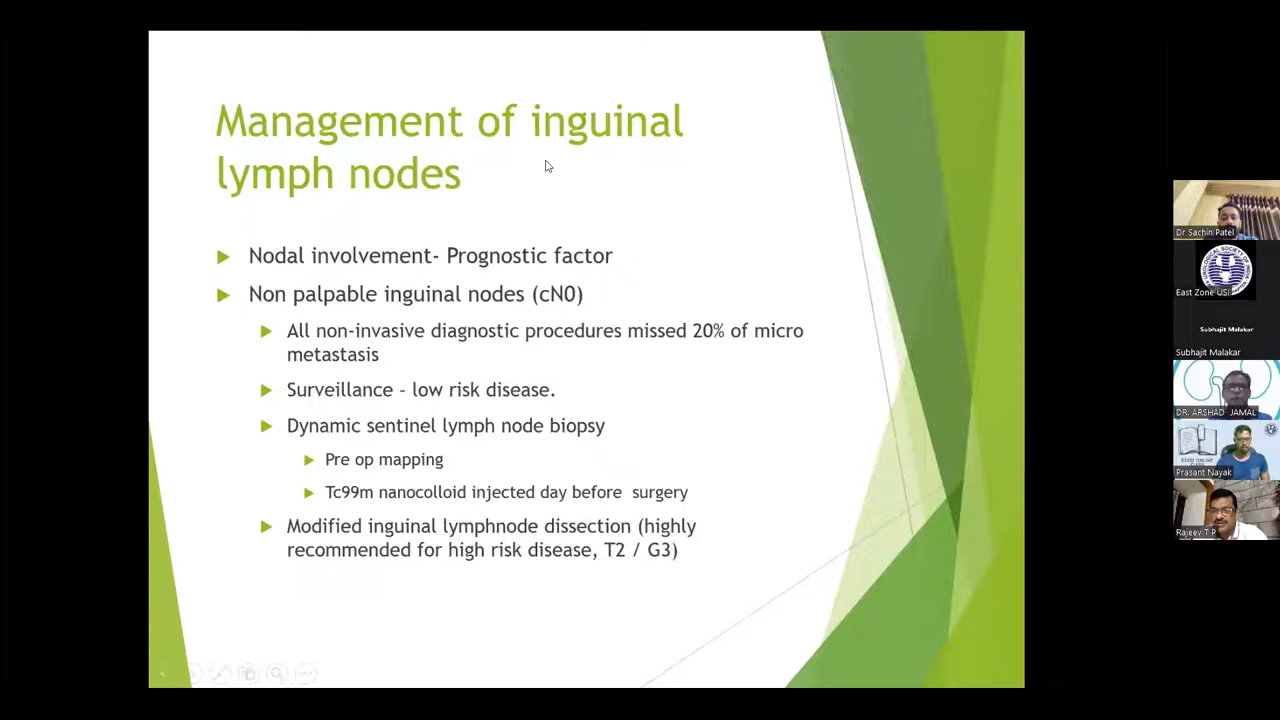 Management of inguinal
lymph nodes
Nodal involvement- Prognostic factor
Non palpable inguinal nodes (cN0)
All non-invasive diagnostic procedures missed 20% of micro
metastasis
Surveillance – low risk disease.
Dynamic sentinel lymph node biopsy
Pre op mapping
Tc99m nanocolloid injected day before surgery
Modified inguinal lymphnode dissection (highly
recommended for high risk disease, T2 / G3)
Dr Sachin Patel
East Zone USI
Subhajit Malakar
Subhajit Malakar
DR. ARSHAD JAMAL
Prasant Nayak
Rajeev T P